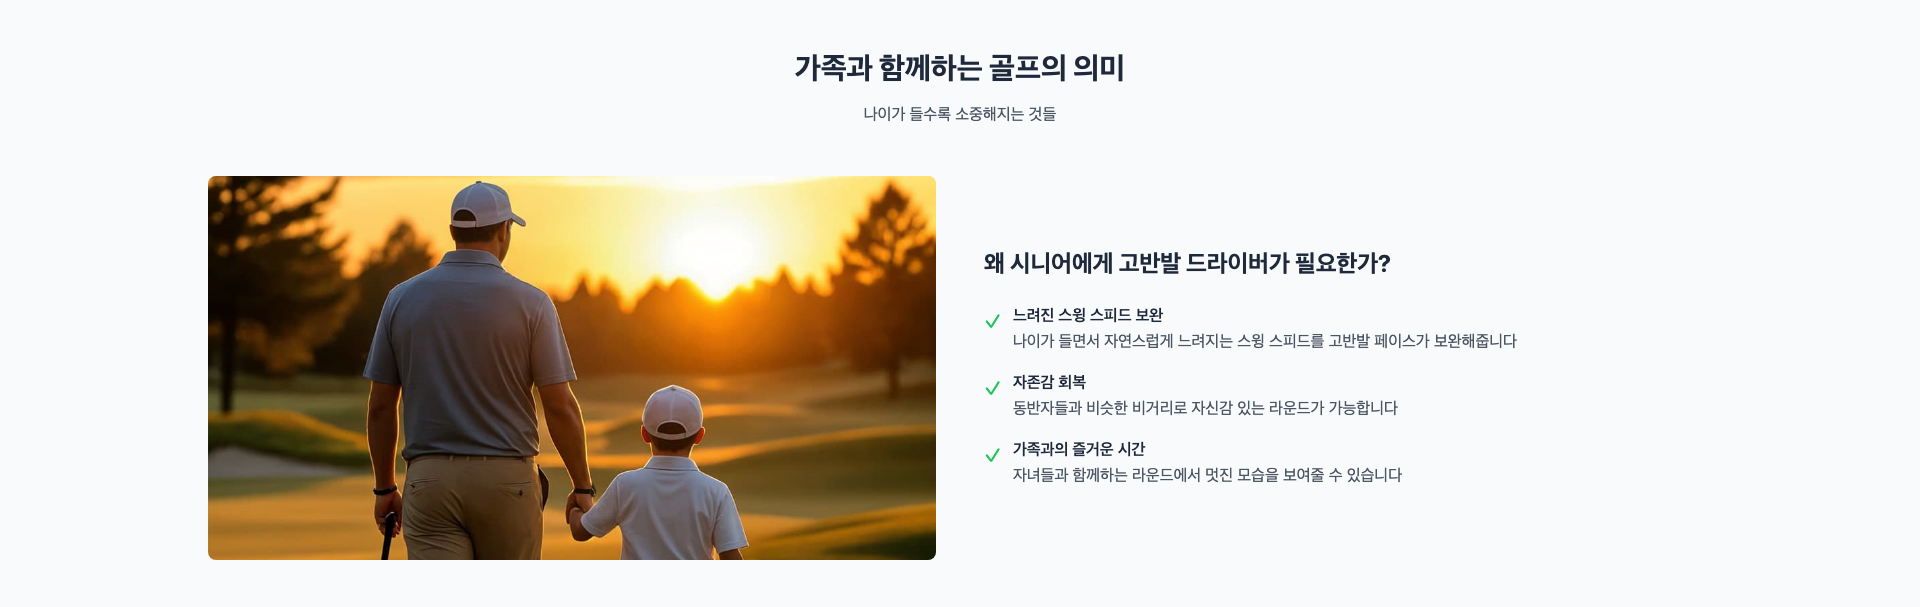 가족과 함께하는 골프의 의미
나이가 들수록 소중해지는 것들
왜 시니어에게 고반발 드라이버가 필요한가?
느려진 스윙 스피드 보완
나이가 들면서 자연스럽게 느려지는 스윙 스피드를 고반발 페이스가 보완해줍니다
자존감 회복
동반자들과 비슷한 비거리로 자신감 있는 라운드가 가능합니다
가족과의 즐거운 시간
자녀들과 함께하는 라운드에서 멋진 모습을 보여줄 수 있습니다